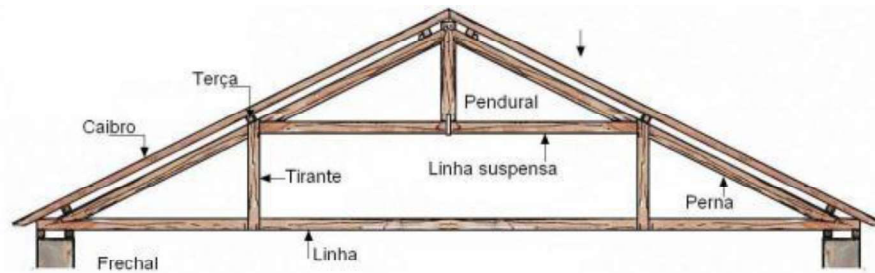 Terça
Pendural
Caibro
Tirante
Linha suspensa
Perna
Frechal
Linha